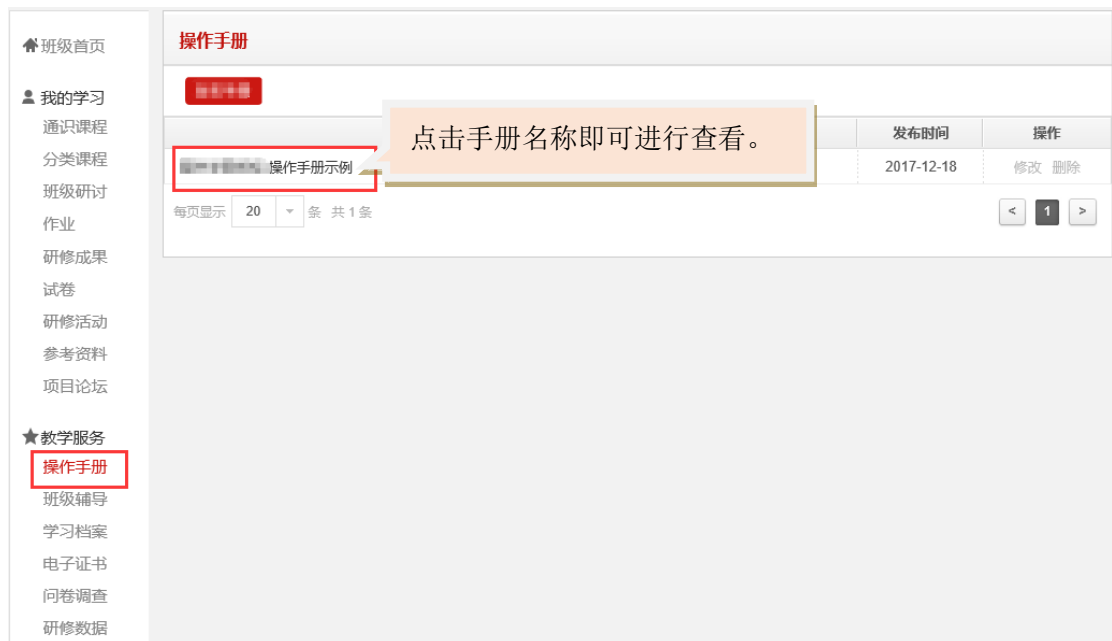 班级首页
我的学习
通识课程
分类课程
班级研讨
作业
研修成果
试卷
研修活动
参考资料
项目论坛
教学服务
操作手册
班级辅导
学习档案
电子证书
问卷调查
研修数据
操作手册
点击手册名称即可进行查看。
发布时间 操作
操作手册示例 2017-12-18 修改 删除
每页显示 20 条 共1条 < 1 >